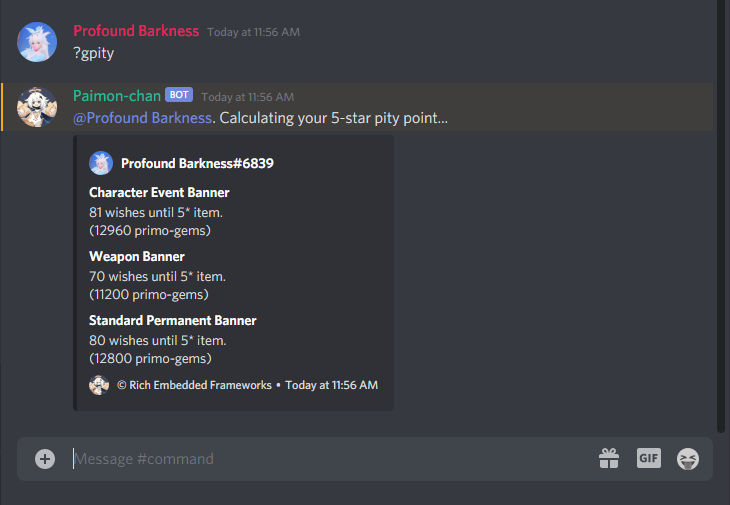 Profound Barkness Today at 11:56 AM
?gpity
Paimon-chan BOT Today at 11:56 AM
@Profound Barkness. Calculating your 5-star pity point...
Profound Barkness#6839
Character Event Banner
81 wishes until 5* item.
(12960 primo-gems)
Weapon Banner
70 wishes until 5* item.
(11200 primo-gems)
Standard Permanent Banner
80 wishes until 5* item.
(12800 primo-gems)
© Rich Embedded Frameworks • Today at 11:56 AM
Message #command
GIF